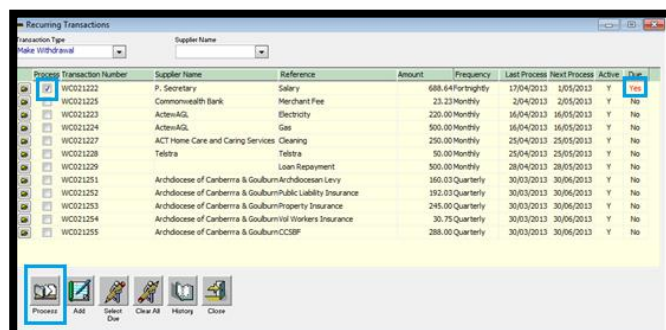 Recurring Transactions
Transaction Type Supplier Name
Make Withdrawal
Process Transaction Number Supplier Name Reference Amount Frequency Last Process Next Process Active Due
WC021222 P. Secretary Salary 688.64 Fortnightly 17/04/2013 1/05/2013 Y Yes
WC021225 Commonwealth Bank Merchant Fee 23.23 Monthly 2/04/2013 2/05/2013 Y No
WC021223 ActewAGL Electricity 220.00 Monthly 16/04/2013 16/05/2013 Y No
WC021224 ActewAGL Gas 500.00 Monthly 16/04/2013 16/05/2013 Y No
WC021227 ACT Home Care and Caring Services Cleaning 250.00 Monthly 25/04/2013 25/05/2013 Y No
WC021228 Telstra Telstra 50.00 Monthly 25/04/2013 25/05/2013 Y No
WC021229 Loan Repayment 500.00 Monthly 28/04/2013 28/05/2013 Y No
WC021251 Archdiocese of Canberrra & Goulburn Archdiocesan Levy 160.03 Quarterly 30/03/2013 30/06/2013 Y No
WC021252 Archdiocese of Canberrra & Goulburn Public Liability Insurance 192.03 Quarterly 30/03/2013 30/06/2013 Y No
WC021253 Archdiocese of Canberrra & Goulburn Property Insurance 245.00 Quarterly 30/03/2013 30/06/2013 Y No
WC021254 Archdiocese of Canberrra & Goulburn Vol Workers Insurance 30.75 Quarterly 30/03/2013 30/06/2013 Y No
WC021255 Archdiocese of Canberrra & Goulburn CCSBF 288.00 Quarterly 30/03/2013 30/06/2013 Y No
Process Add Select Due Clear All History Close